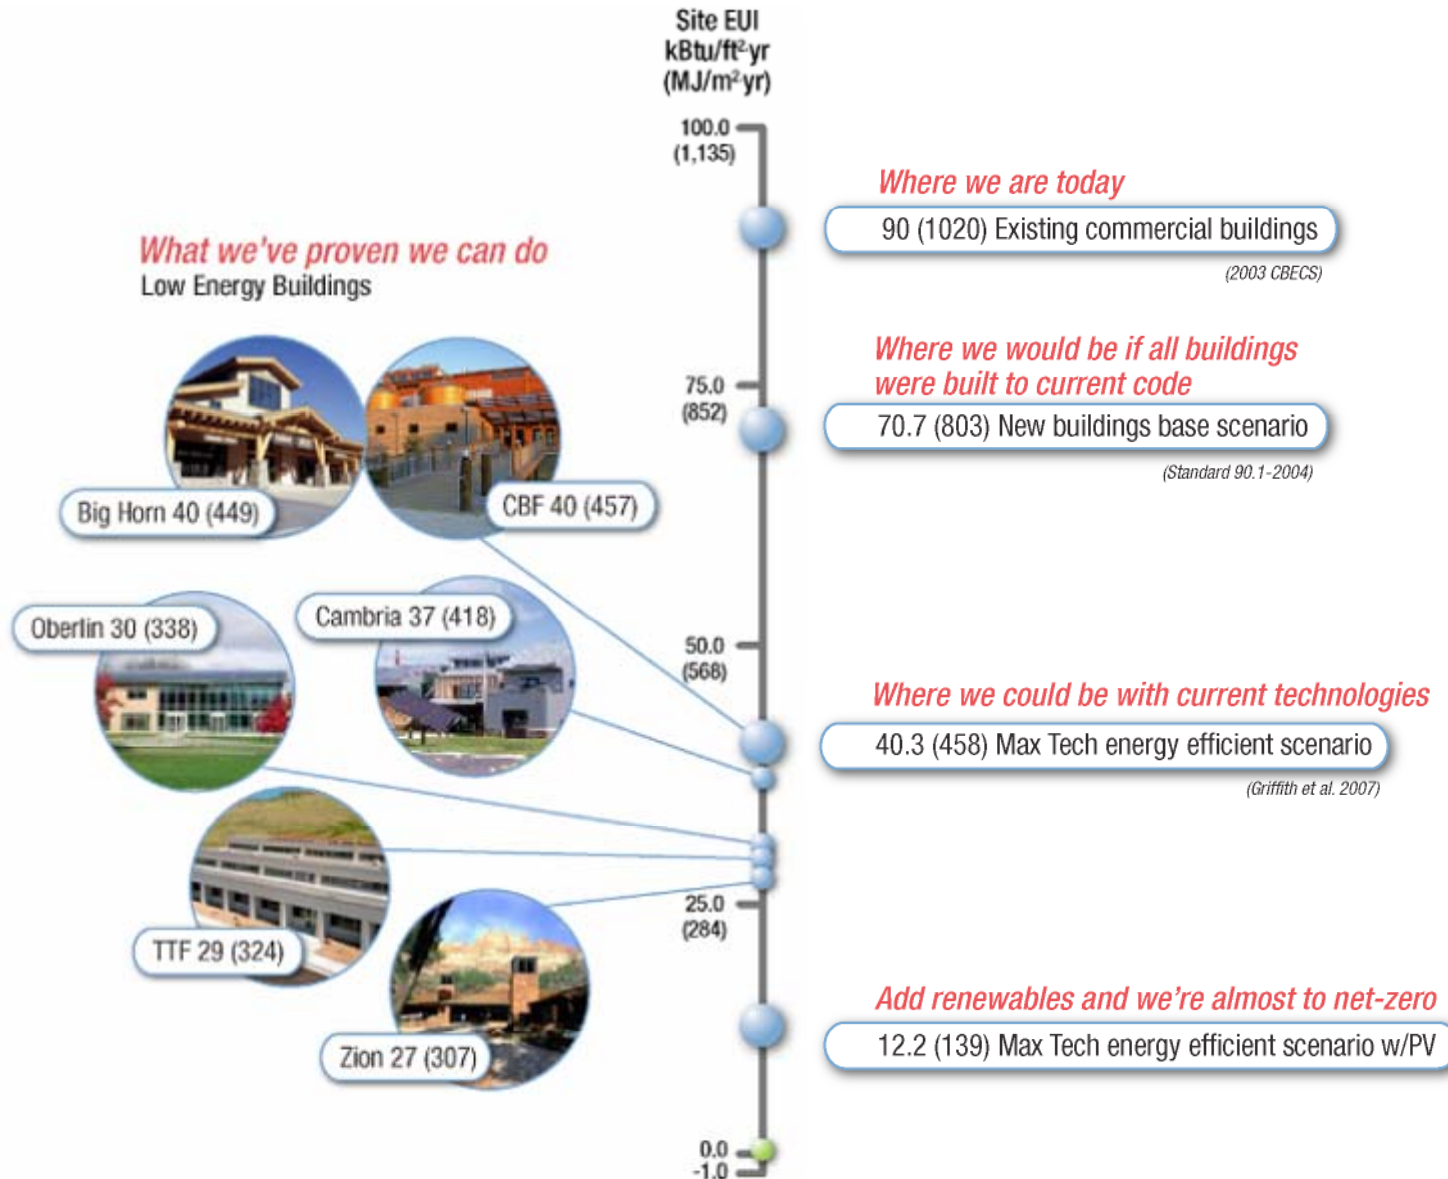 Site EUI
kBtu/ft²·yr
(MJ/m²·yr)
100.0
(1,135)
Where we are today
90 (1020) Existing commercial buildings
(2003 CBECS)
What we've proven we can do
Low Energy Buildings
Where we would be if all buildings
were built to current code
75.0
(852)
70.7 (803) New buildings base scenario
(Standard 90.1-2004)
Big Horn 40 (449)
CBF 40 (457)
Oberlin 30 (338)
Cambria 37 (418)
50.0
(568)
Where we could be with current technologies
40.3 (458) Max Tech energy efficient scenario
(Griffith et al. 2007)
25.0
(284)
TTF 29 (324)
Zion 27 (307)
Add renewables and we're almost to net-zero
12.2 (139) Max Tech energy efficient scenario w/PV
0.0
-1.0